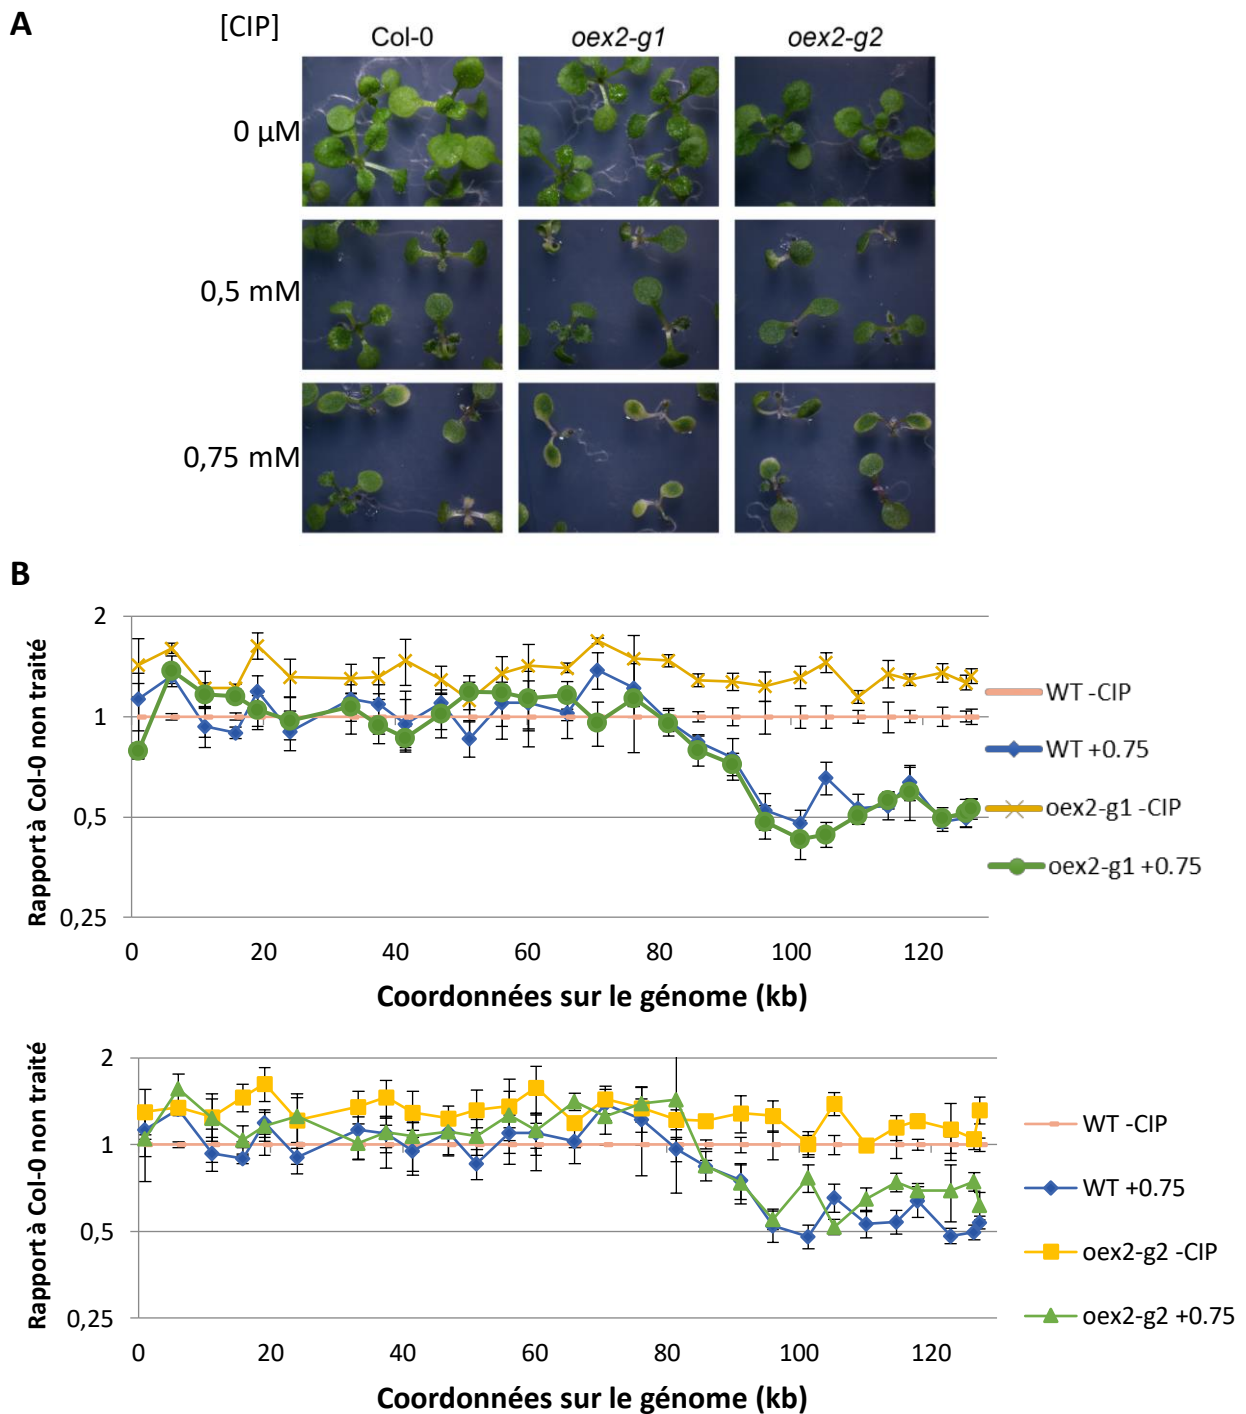 A
[CIP]
Col-0 oex2-g1 oex2-g2
0 µM
0,5 mM
0,75 mM
B
Rapport à Col-0 non traité
2
1
0,5
0,25
0 20 40 60 80 100 120
Coordonnées sur le génome (kb)
WT -CIP
WT +0.75
oex2-g1 -CIP
oex2-g1 +0.75
Rapport à Col-0 non traité
2
1
0,5
0,25
0 20 40 60 80 100 120
Coordonnées sur le génome (kb)
WT -CIP
WT +0.75
oex2-g2 -CIP
oex2-g2 +0.75